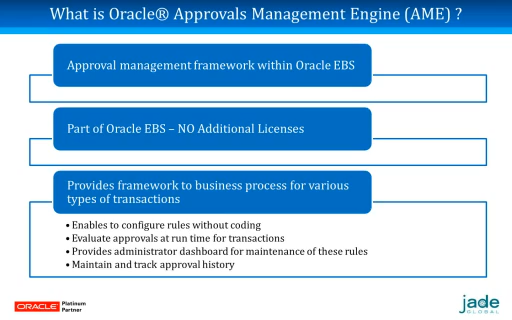 What is Oracle® Approvals Management Engine (AME) ?
Approval management framework within Oracle EBS
Part of Oracle EBS – NO Additional Licenses
Provides framework to business process for various
types of transactions
• Enables to configure rules without coding
• Evaluate approvals at run time for transactions
• Provides administrator dashboard for maintenance of these rules
• Maintain and track approval history
ORACLE Platinum
Partner
jade
GLOBAL